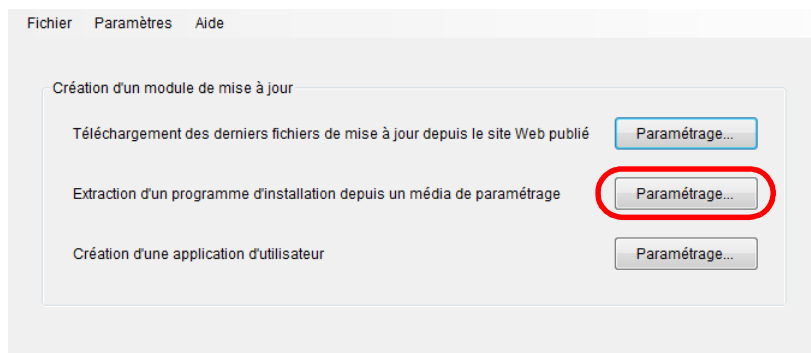 Fichier Paramètres Aide
Création d'un module de mise à jour
Téléchargement des derniers fichiers de mise à jour depuis le site Web publié Paramétrage...
Extraction d'un programme d'installation depuis un média de paramétrage Paramétrage...
Création d'une application d'utilisateur Paramétrage...